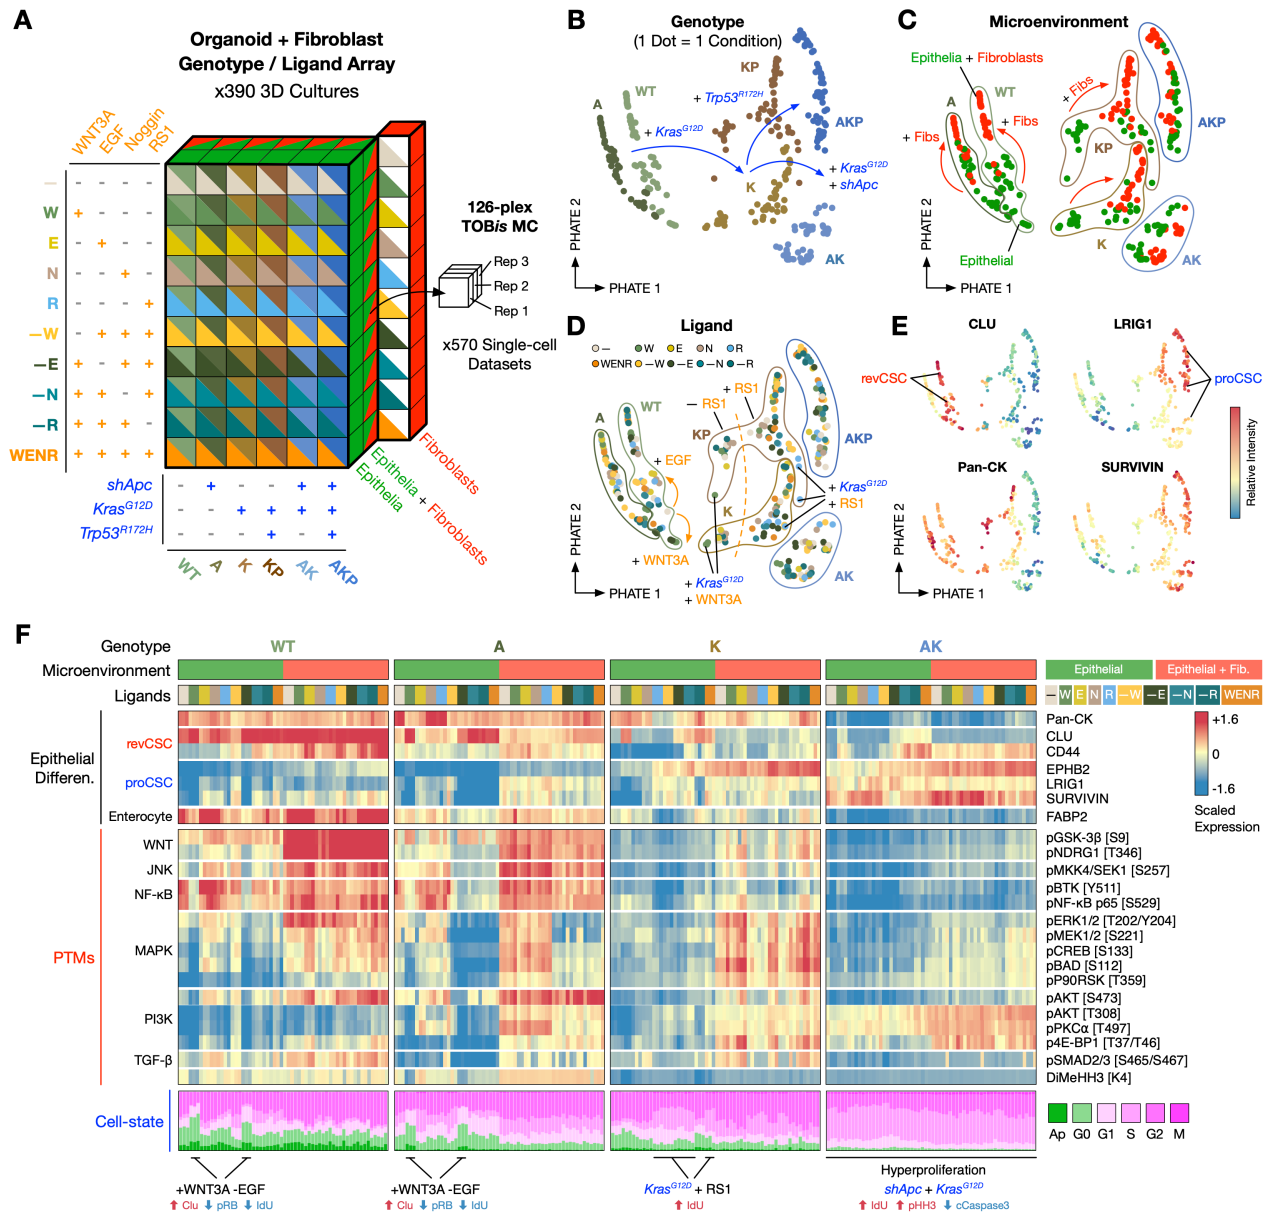 A
Organoid + Fibroblast
Genotype / Ligand Array
x390 3D Cultures
WNT3A
EGF
Noggin
RS1
— - - - -
W + - - -
E - + - -
N - - + -
R - - - +
—W - + + +
—E + - + +
—N + + - +
—R + + + -
WENR + + + +
shApc - + - - + +
KrasG12D - - + + + +
Trp53R172H - - - + - +
WT A K KP AK AKP
Epithelia
Epithelia + Fibroblasts
Fibroblasts
126-plex
TOBis MC
Rep 3
Rep 2
Rep 1
x570 Single-cell
Datasets
B
Genotype
(1 Dot = 1 Condition)
KP
WT
A
+ Trp53R172H
+ KrasG12D
AKP
+ KrasG12D
+ shApc
K
AK
PHATE 2
PHATE 1
C
Microenvironment
Epithelia + Fibroblasts
WT
A
+ Fibs
+ Fibs
+ Fibs
KP
AKP
K
AK
Epithelial
PHATE 2
PHATE 1
D
Ligand
— W E N R
WENR —W —E —N —R
+ RS1
— RS1
WT
A
KP
AKP
+ EGF
+ KrasG12D
+ RS1
K
+ WNT3A
AK
+ KrasG12D
+ WNT3A
PHATE 2
PHATE 1
E
CLU
LRIG1
revCSC
proCSC
Pan-CK
SURVIVIN
Relative Intensity
PHATE 2
PHATE 1
F
Genotype WT A K AK
Microenvironment
Epithelial
Epithelial + Fib.
Ligands
— W E N R —W —E —N —R WENR
Epithelial
Differen.
revCSC
proCSC
Enterocyte
Pan-CK
CLU
CD44
EPHB2
LRIG1
SURVIVIN
FABP2
+1.6
0
-1.6
Scaled
Expression
PTMs
WNT
JNK
NF-κB
MAPK
PI3K
TGF-β
pGSK-3β [S9]
pNDRG1 [T346]
pMKK4/SEK1 [S257]
pBTK [Y511]
pNF-κB p65 [S529]
pERK1/2 [T202/Y204]
pMEK1/2 [S221]
pCREB [S133]
pBAD [S112]
pP90RSK [T359]
pAKT [S473]
pAKT [T308]
pPKCα [T497]
p4E-BP1 [T37/T46]
pSMAD2/3 [S465/S467]
DiMeHH3 [K4]
Cell-state
Ap G0 G1 S G2 M
+WNT3A -EGF
Clu pRB IdU
+WNT3A -EGF
Clu pRB IdU
KrasG12D + RS1
IdU
Hyperproliferation
shApc + KrasG12D
IdU pHH3 cCaspase3